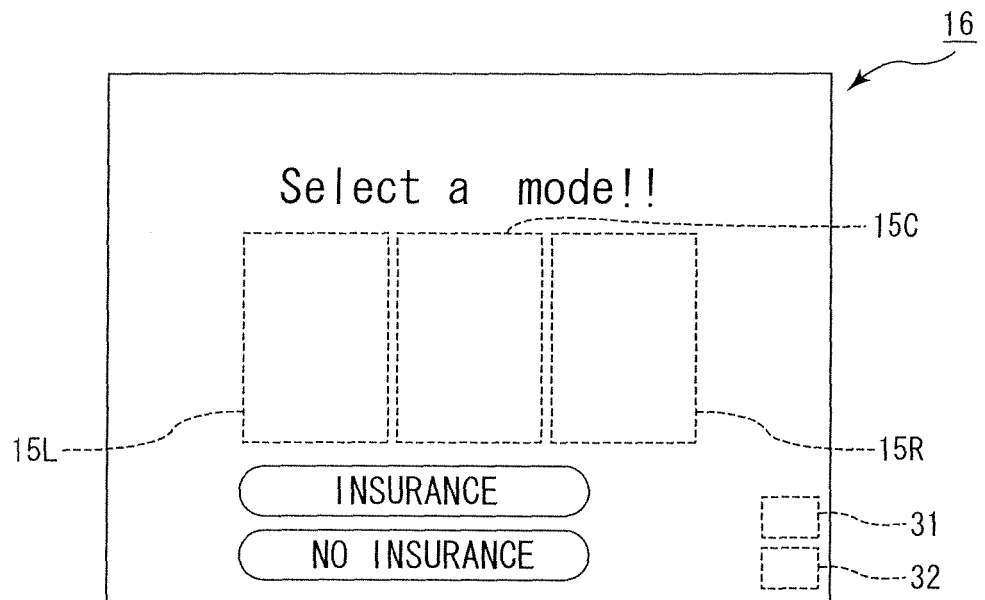 16
Select a mode!!
15C
15L
15R
INSURANCE
31
NO INSURANCE
32